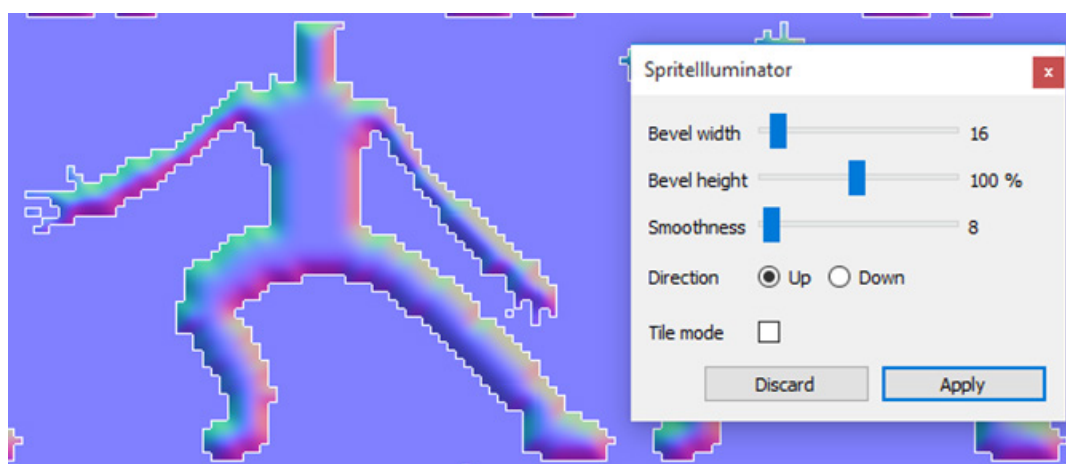 SpriteIlluminator x
Bevel width 16
Bevel height 100 %
Smoothness 8
Direction Up Down
Tile mode
Discard Apply